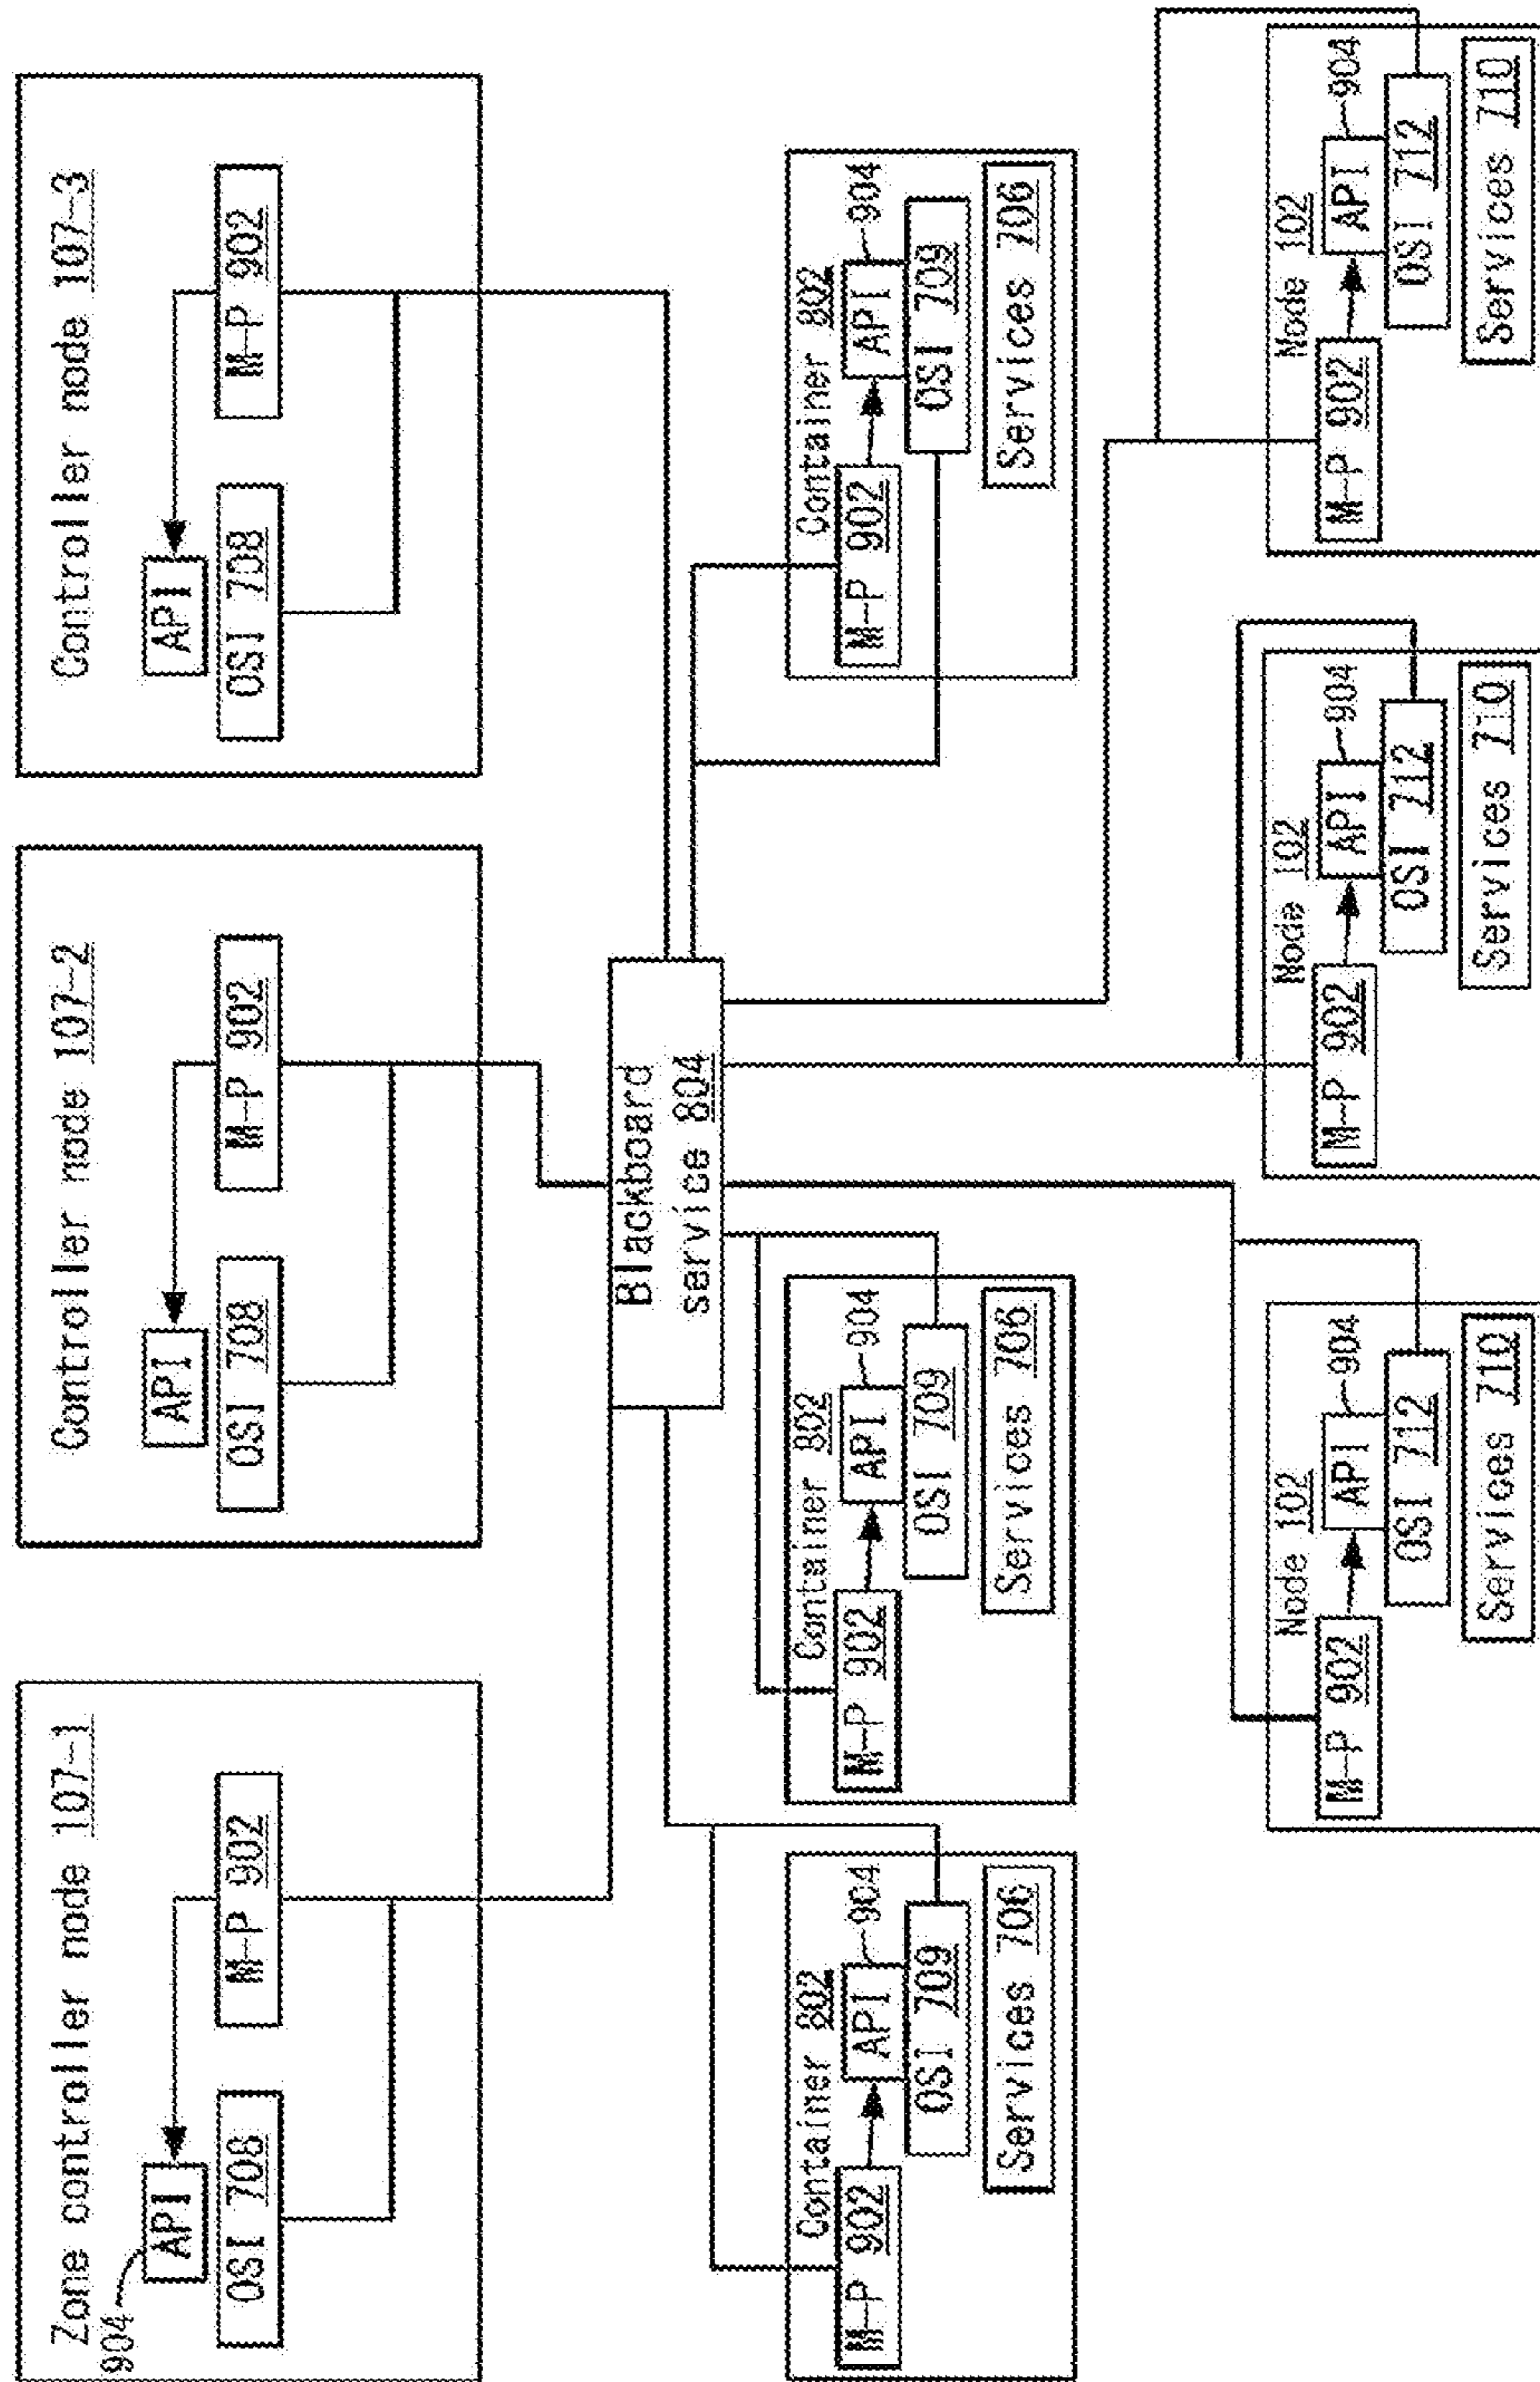 Zone controller node 107-1
904
API
OSI 708
M-P 902
Controller node 107-2
API
OSI 708
M-P 902
Controller node 107-3
API
OSI 708
M-P 902
Blackboard
service 804
Container 802
M-P 902
API
904
OSI 709
Services 706
Container 802
M-P 902
API
904
OSI 709
Services 706
Container 802
M-P 902
API
904
OSI 709
Services 706
Node 102
M-P 902
API
904
OSI 712
Services 710
Node 102
M-P 902
API
904
OSI 712
Services 710
Node 102
M-P 902
API
904
OSI 712
Services 710